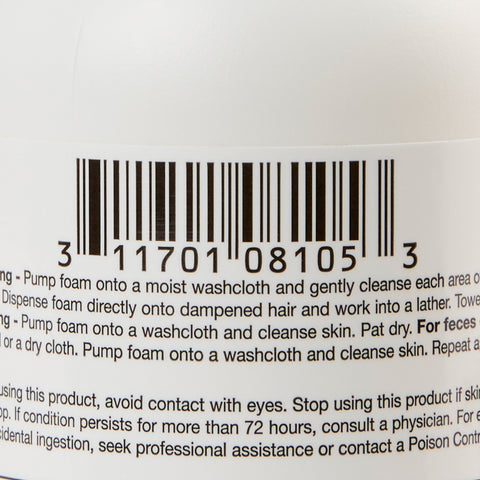 3 11701 08105 3
ng - Pump foam onto a moist washcloth and gently cleanse each area o
Dispense foam directly onto dampened hair and work into a lather. Towe
ng - Pump foam onto a washcloth and cleanse skin. Pat dry. For feces
or a dry cloth. Pump foam onto a washcloth and cleanse skin. Repeat a
using this product, avoid contact with eyes. Stop using this product if skin
op. If condition persists for more than 72 hours, consult a physician. For e
cidental ingestion, seek professional assistance or contact a Poison Contr